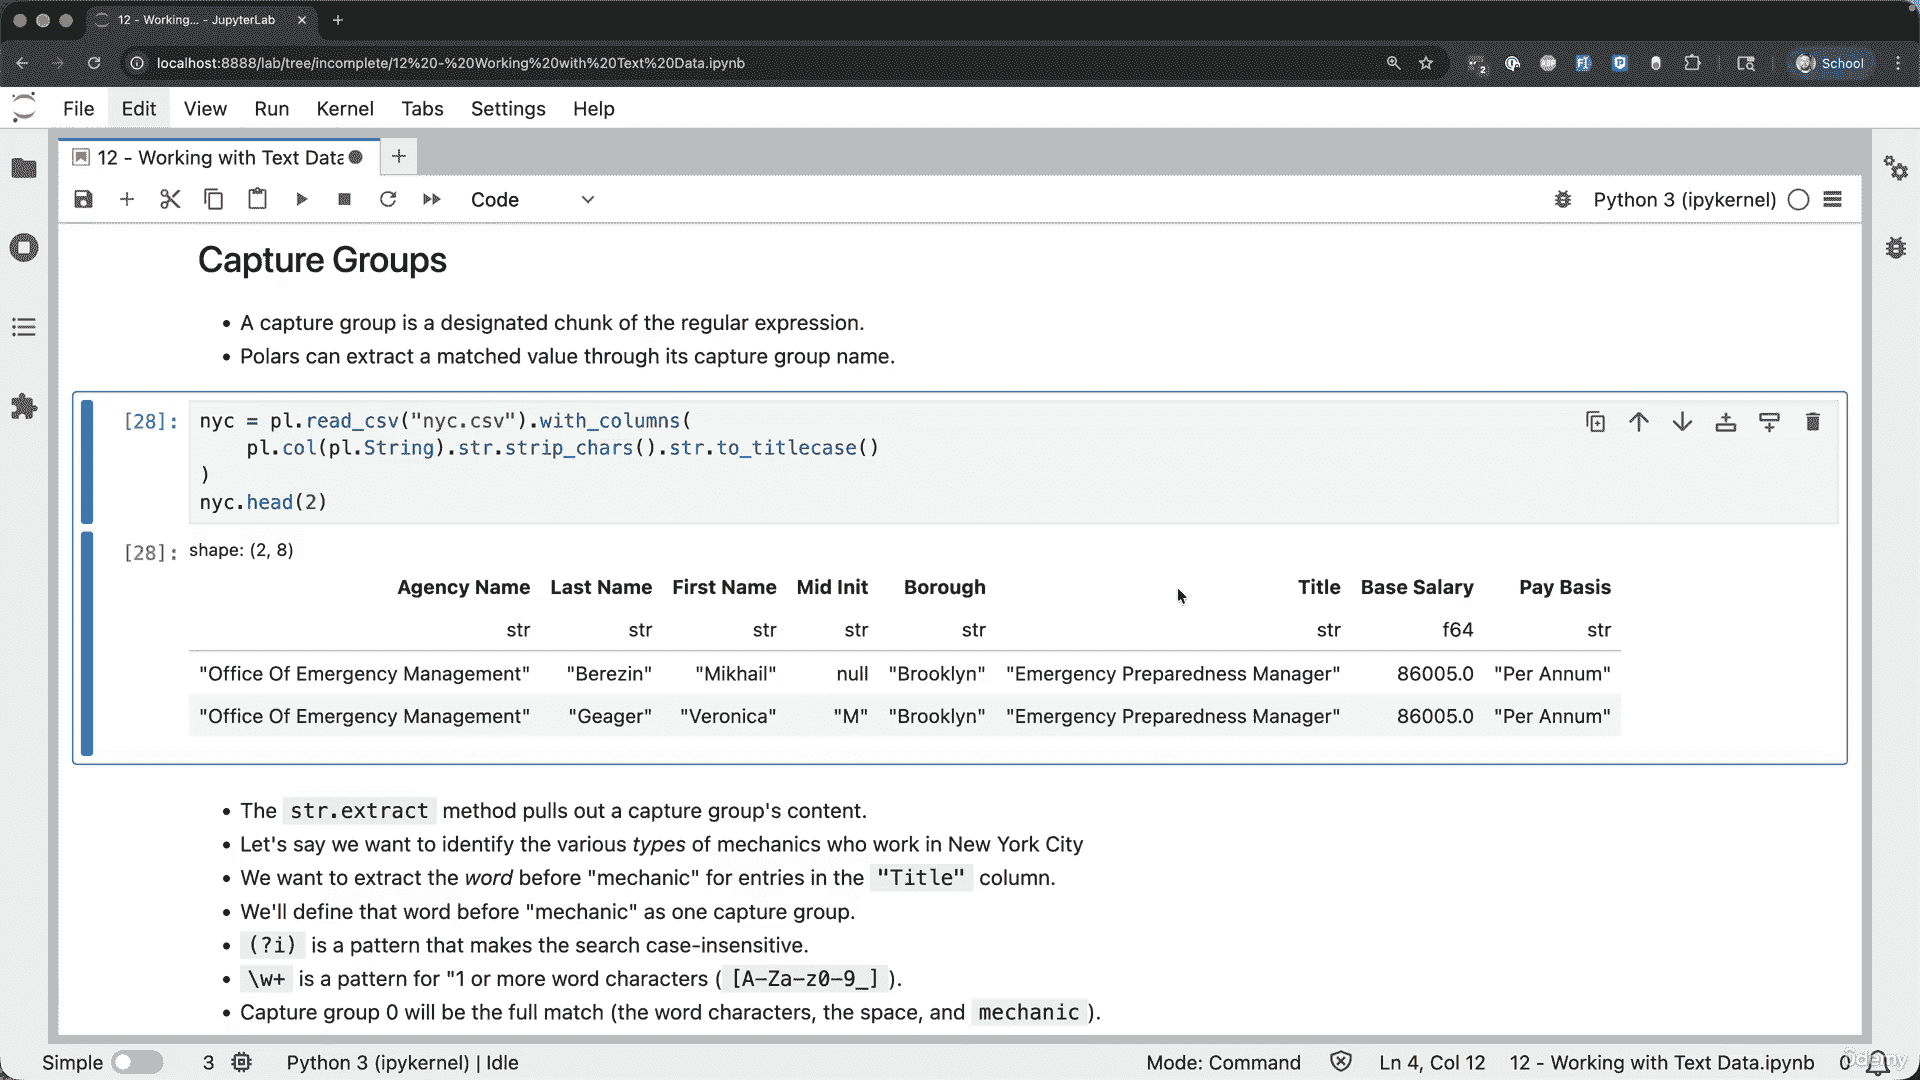 12 - Working... - JupyterLab
localhost:8888/lab/tree/incomplete/12%20-%20Working%20with%20Text%20Data.ipynb
2
ABP
School
File Edit View Run Kernel Tabs Settings Help
12 - Working with Text Data
Code
Python 3 (ipykernel)
Capture Groups
• A capture group is a designated chunk of the regular expression.
• Polars can extract a matched value through its capture group name.
[28]: nyc = pl.read_csv("nyc.csv").with_columns(
pl.col(pl.String).str.strip_chars().str.to_titlecase()
)
nyc.head(2)
[28]: shape: (2, 8)
Agency Name Last Name First Name Mid Init Borough Title Base Salary Pay Basis
str str str str str str f64 str
"Office Of Emergency Management" "Berezin" "Mikhail" null "Brooklyn" "Emergency Preparedness Manager" 86005.0 "Per Annum"
"Office Of Emergency Management" "Geager" "Veronica" "M" "Brooklyn" "Emergency Preparedness Manager" 86005.0 "Per Annum"
• The str.extract method pulls out a capture group's content.
• Let's say we want to identify the various types of mechanics who work in New York City
• We want to extract the word before "mechanic" for entries in the "Title" column.
• We'll define that word before "mechanic" as one capture group.
• (?i) is a pattern that makes the search case-insensitive.
• \w+ is a pattern for "1 or more word characters ( [A-Za-z0-9_] ).
• Capture group 0 will be the full match (the word characters, the space, and mechanic ).
Simple 3 Python 3 (ipykernel) | Idle Mode: Command Ln 4, Col 12 12 - Working with Text Data.ipynb 0
Udemy